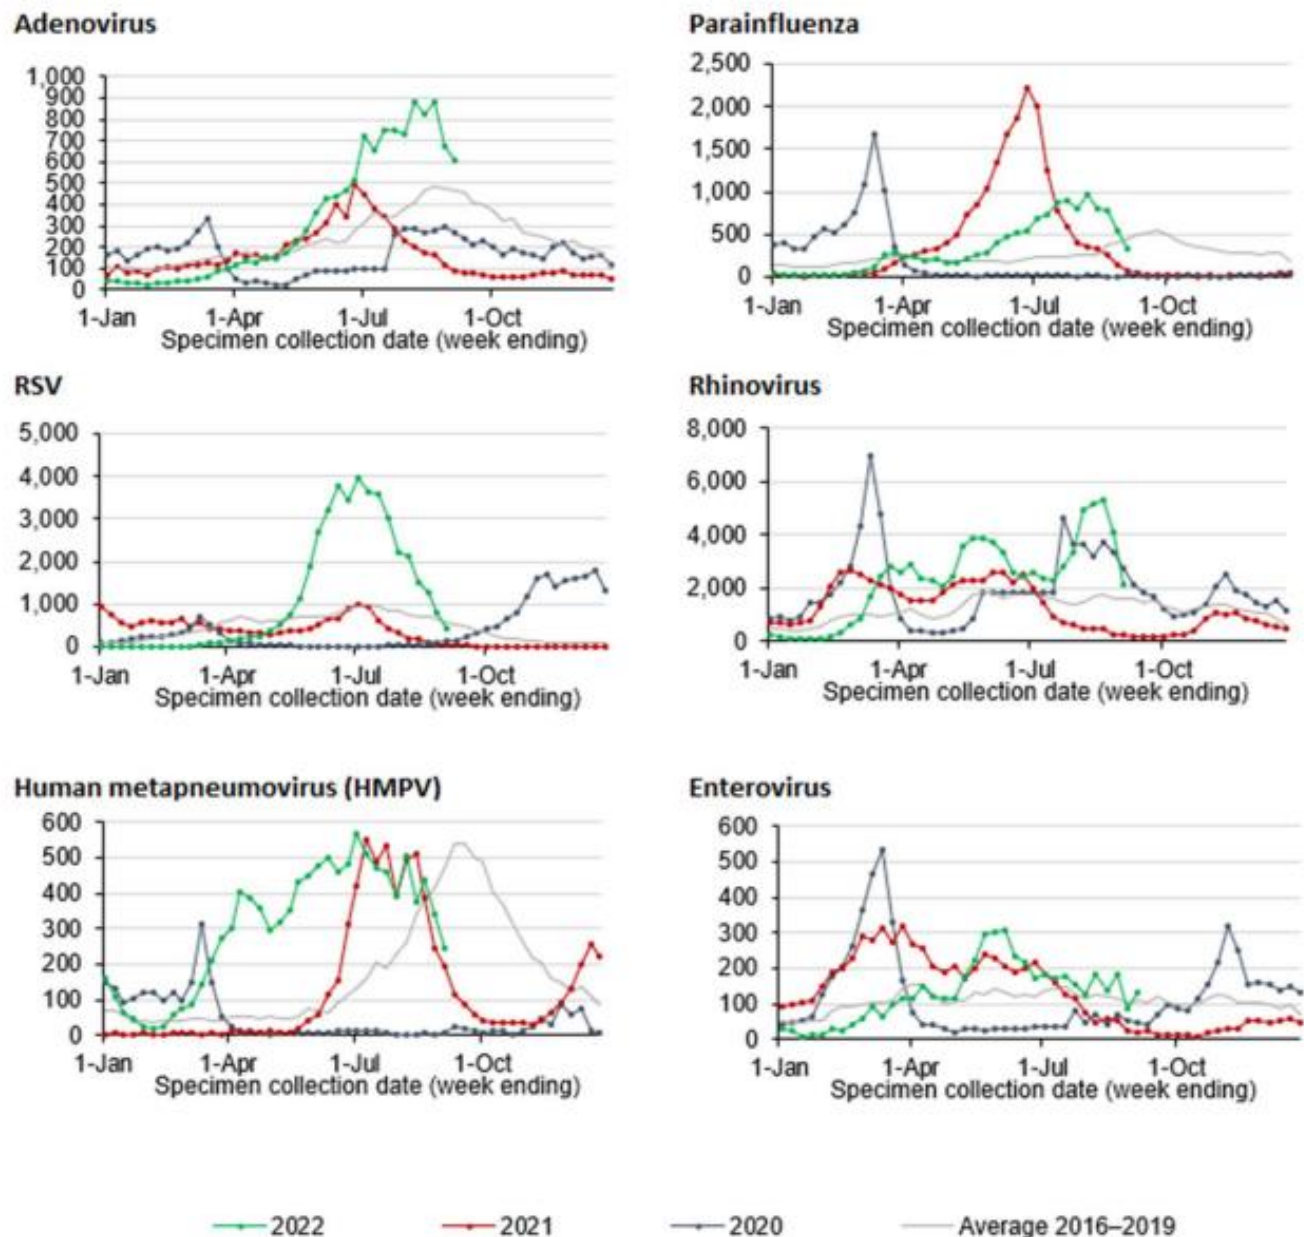 Adenovirus
1,000
900
800
700
600
500
400
300
200
100
0
1-Jan 1-Apr 1-Jul 1-Oct
Specimen collection date (week ending)
Parainfluenza
2,500
2,000
1,500
1,000
500
0
1-Jan 1-Apr 1-Jul 1-Oct
Specimen collection date (week ending)
RSV
5,000
4,000
3,000
2,000
1,000
0
1-Jan 1-Apr 1-Jul 1-Oct
Specimen collection date (week ending)
Rhinovirus
8,000
6,000
4,000
2,000
0
1-Jan 1-Apr 1-Jul 1-Oct
Specimen collection date (week ending)
Human metapneumovirus (HMPV)
600
500
400
300
200
100
0
1-Jan 1-Apr 1-Jul 1-Oct
Specimen collection date (week ending)
Enterovirus
600
500
400
300
200
100
0
1-Jan 1-Apr 1-Jul 1-Oct
Specimen collection date (week ending)
2022 2021 2020 Average 2016–2019